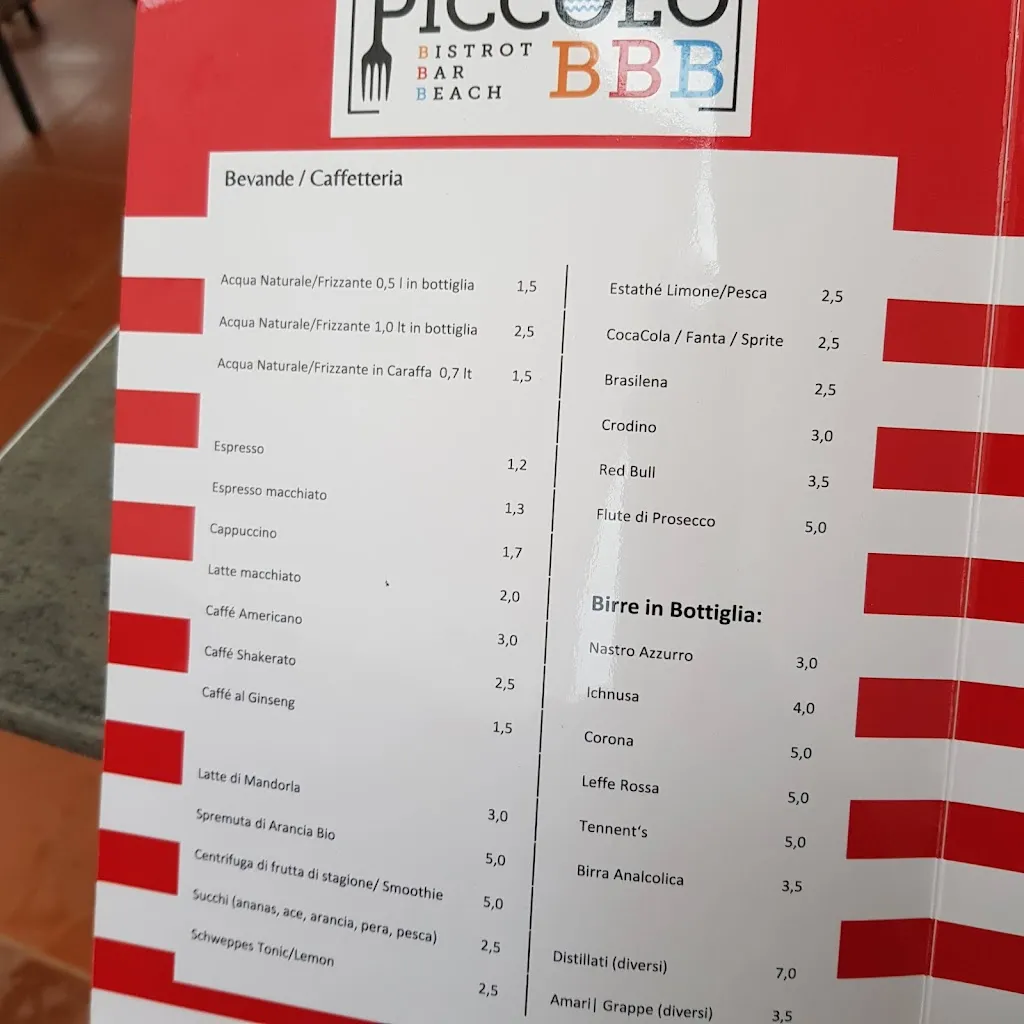 PICCOLO
BISTROT
BAR
BEACH
BBB
Bevande / Caffetteria
Acqua Naturale/Frizzante 0,5 l in bottiglia 1,5
Acqua Naturale/Frizzante 1,0 lt in bottiglia 2,5
Acqua Naturale/Frizzante in Caraffa 0,7 lt 1,5
Espresso 1,2
Espresso macchiato 1,3
Cappuccino 1,7
Latte macchiato 2,0
Caffé Americano 3,0
Caffé Shakerato 2,5
Caffé al Ginseng 1,5
Latte di Mandorla 3,0
Spremuta di Arancia Bio 5,0
Centrifuga di frutta di stagione/ Smoothie 5,0
Succhi (ananas, ace, arancia, pera, pesca) 2,5
Schweppes Tonic/Lemon 2,5
Estathé Limone/Pesca 2,5
CocaCola / Fanta / Sprite 2,5
Brasilena 2,5
Crodino 3,0
Red Bull 3,5
Flute di Prosecco 5,0
Birre in Bottiglia:
Nastro Azzurro 3,0
Ichnusa 4,0
Corona 5,0
Leffe Rossa 5,0
Tennent's 5,0
Birra Analcolica 3,5
Distillati (diversi) 7,0
Amari| Grappe (diversi) 3,5